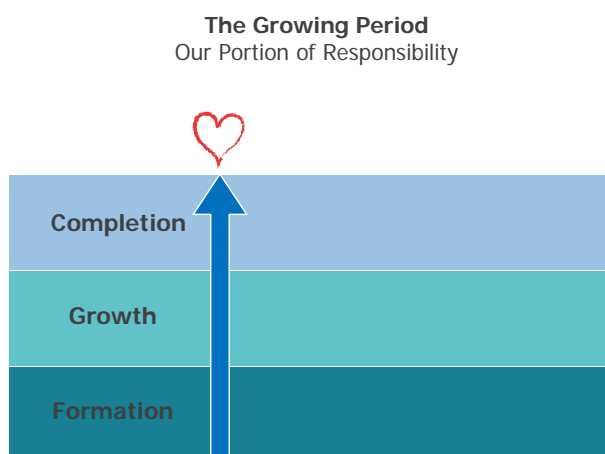 The Growing Period
Our Portion of Responsibility
Completion
Growth
Formation